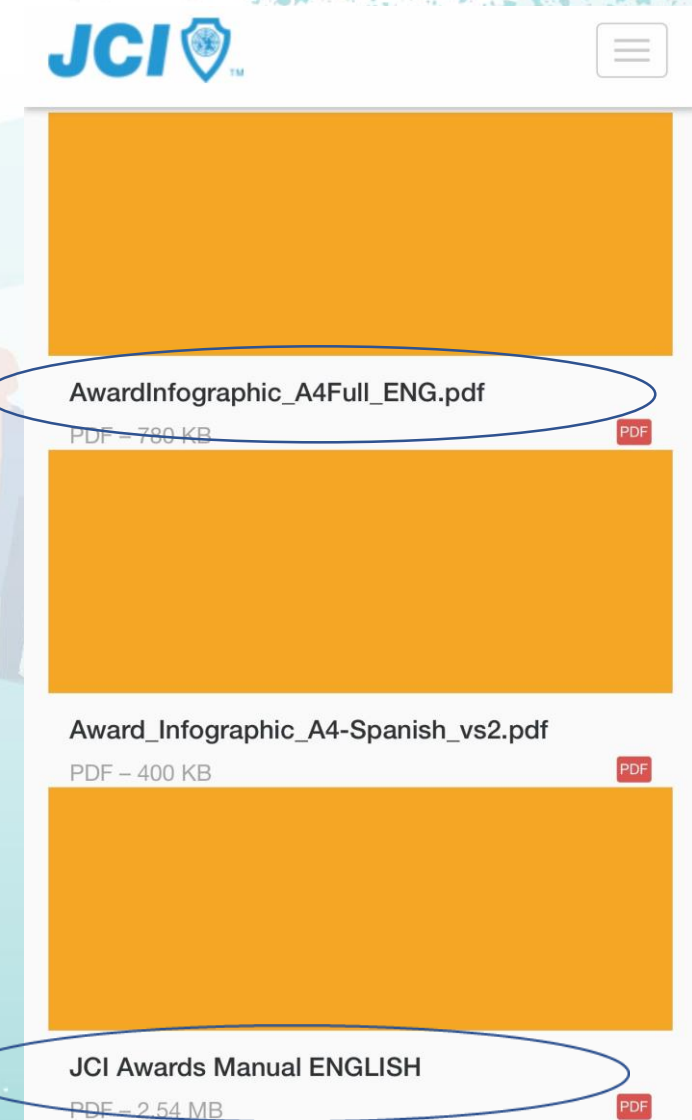 JCI TM
AwardInfographic_A4Full_ENG.pdf
PDF – 780 KB
PDF
Award_Infographic_A4-Spanish_vs2.pdf
PDF – 400 KB
PDF
JCI Awards Manual ENGLISH
PDF – 2.54 MB
PDF